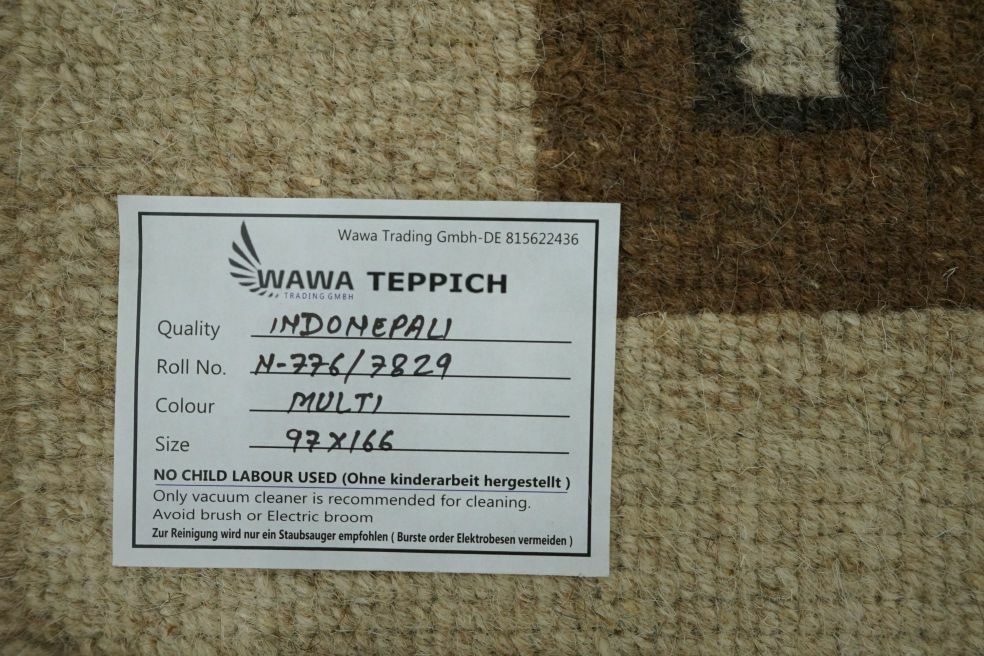 Wawa Trading Gmbh-DE 815622436
WAWA TEPPICH
TRADING GMBH
Quality INDONEPALI
Roll No. N-776/7829
Colour MULTI
Size 97X166
NO CHILD LABOUR USED (Ohne kinderarbeit hergestellt )
Only vacuum cleaner is recommended for cleaning.
Avoid brush or Electric broom
Zur Reinigung wird nur ein Staubsauger empfohlen ( Burste order Elektrobesen vermeiden )